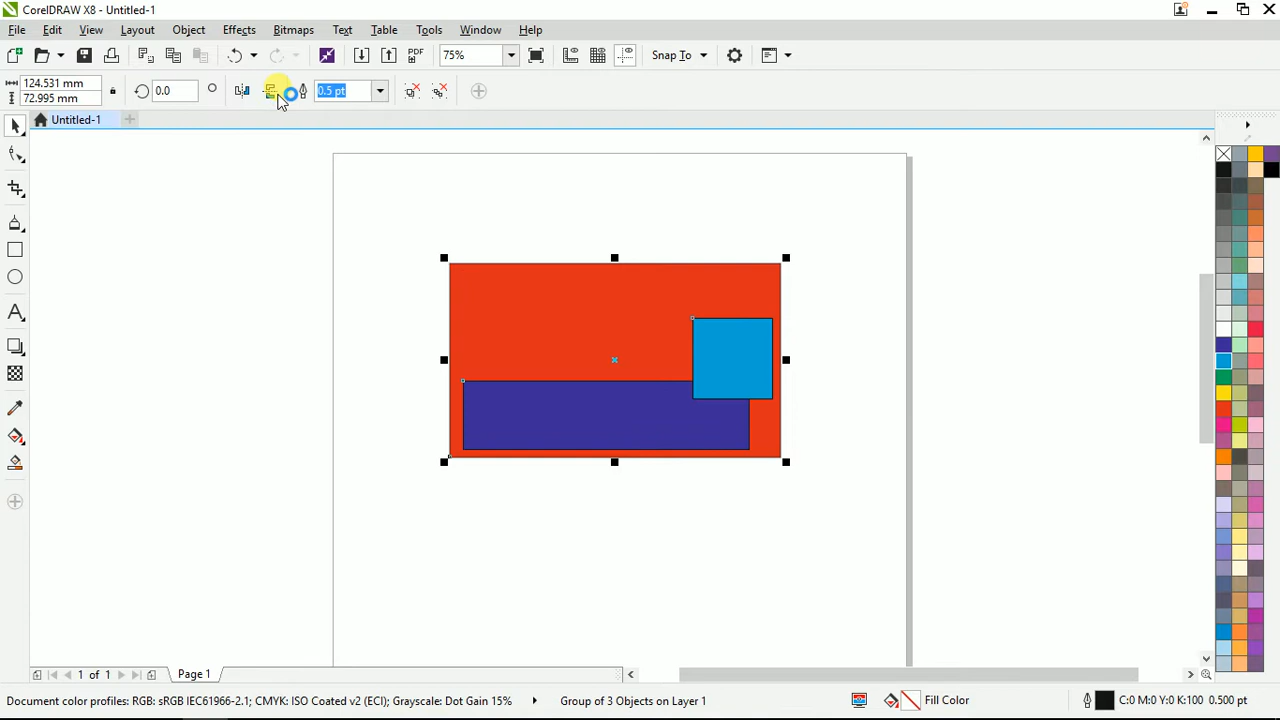 CorelDRAW X8 - Untitled-1
File Edit View Layout Object Effects Bitmaps Text Table Tools Window Help
PDF 75% Snap To
124.531 mm
72.995 mm
0.0 0.5 pt
Untitled-1
1 of 1 Page 1
Document color profiles: RGB: sRGB IEC61966-2.1; CMYK: ISO Coated v2 (ECI); Grayscale: Dot Gain 15% Group of 3 Objects on Layer 1 Fill Color C:0 M:0 Y:0 K:100 0.500 pt